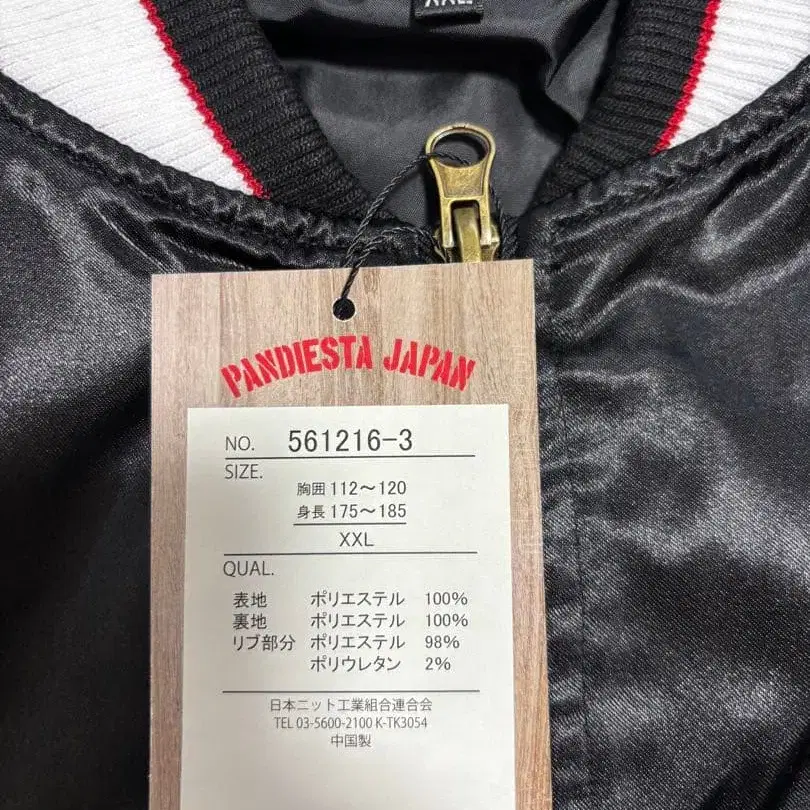 XXL
PANDIESTA JAPAN
NO. 561216-3
SIZE.
胸囲 112～120
身長 175～185
XXL
QUAL.
表地 ポリエステル 100%
裏地 ポリエステル 100%
リブ部分 ポリエステル 98%
ポリウレタン 2%
日本ニット工業組合連合会
TEL 03-5600-2100 K-TK3054
中国製